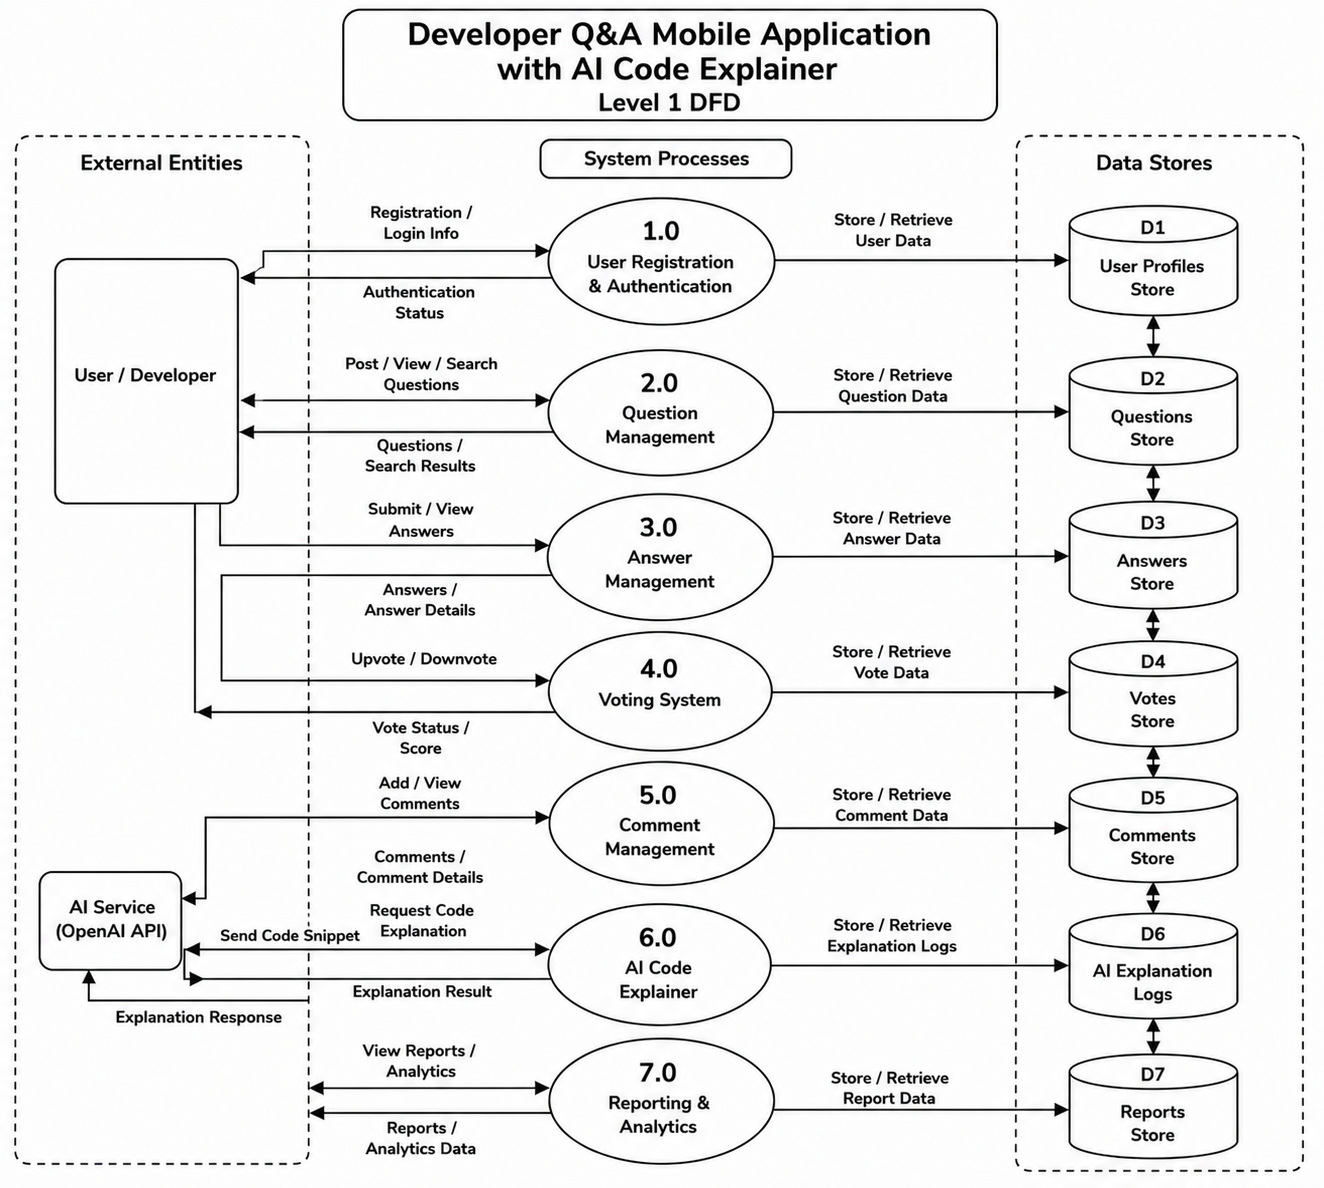 Developer Q&A Mobile Application
with AI Code Explainer
Level 1 DFD
External Entities
System Processes
Data Stores
Registration /
Login Info
Authentication
Status
1.0
User Registration
& Authentication
Store / Retrieve
User Data
D1
User Profiles
Store
User / Developer
Post / View / Search
Questions
Questions /
Search Results
2.0
Question
Management
Store / Retrieve
Question Data
D2
Questions
Store
Submit / View
Answers
Answers /
Answer Details
3.0
Answer
Management
Store / Retrieve
Answer Data
D3
Answers
Store
Upvote / Downvote
Vote Status /
Score
4.0
Voting System
Store / Retrieve
Vote Data
D4
Votes
Store
Add / View
Comments
Comments /
Comment Details
5.0
Comment
Management
Store / Retrieve
Comment Data
D5
Comments
Store
AI Service
(OpenAI API)
Request Code
Explanation
Send Code Snippet
Explanation Result
Explanation Response
6.0
AI Code
Explainer
Store / Retrieve
Explanation Logs
D6
AI Explanation
Logs
View Reports /
Analytics
Reports /
Analytics Data
7.0
Reporting &
Analytics
Store / Retrieve
Report Data
D7
Reports
Store